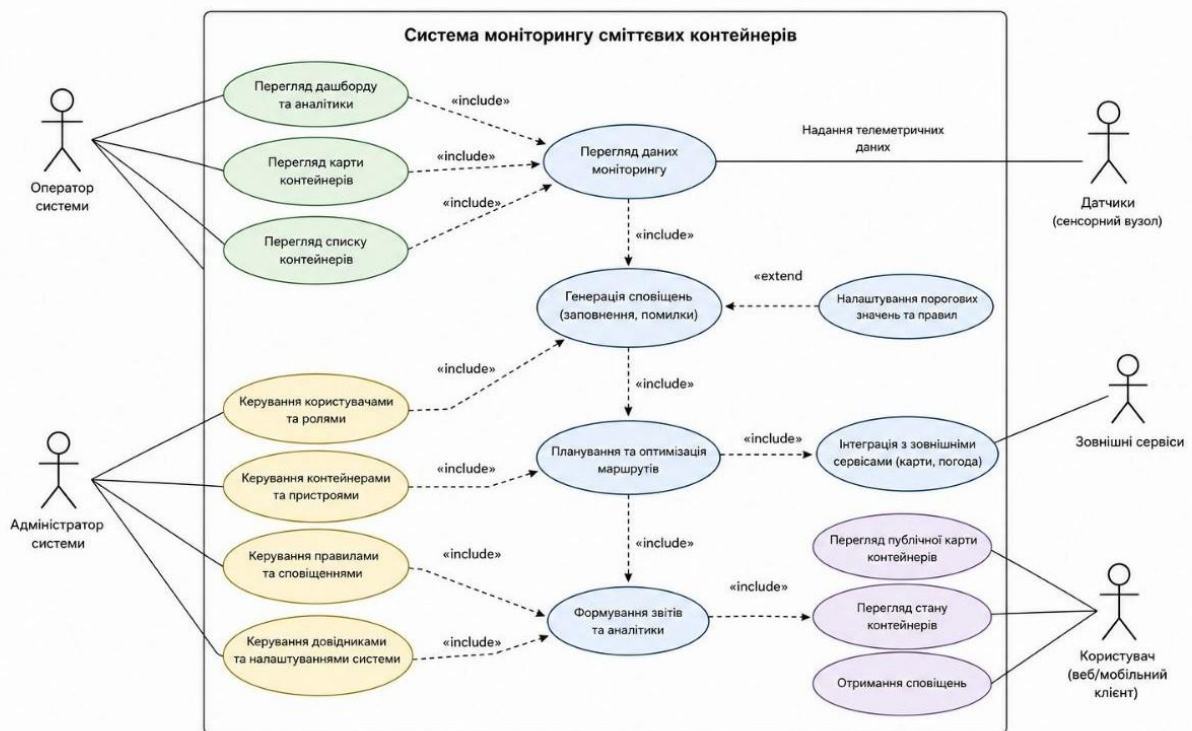 Система моніторингу сміттєвих контейнерів
Оператор
системи
Перегляд дашборду
та аналітики
«include»
Перегляд карти
контейнерів
«include»
Перегляд списку
контейнерів
«include»
Перегляд даних
моніторингу
Надання телеметричних
даних
Датчики
(сенсорний вузол)
«include»
Генерація сповіщень
(заповнення, помилки)
«extend
Налаштування порогових
значень та правил
Адміністратор
системи
Керування користувачами
та ролями
«include»
«include»
Керування контейнерами
та пристроями
«include»
Планування та оптимізація
маршрутів
«include»
Інтеграція з зовнішніми
сервісами (карти, погода)
Зовнішні сервіси
Керування правилами
та сповіщеннями
«include»
«include»
Керування довідниками
та налаштуваннями системи
«include»
Формування звітів
та аналітики
«include»
Перегляд публічної карти
контейнерів
Перегляд стану
контейнерів
Отримання сповіщень
Користувач
(веб/мобільний
клієнт)